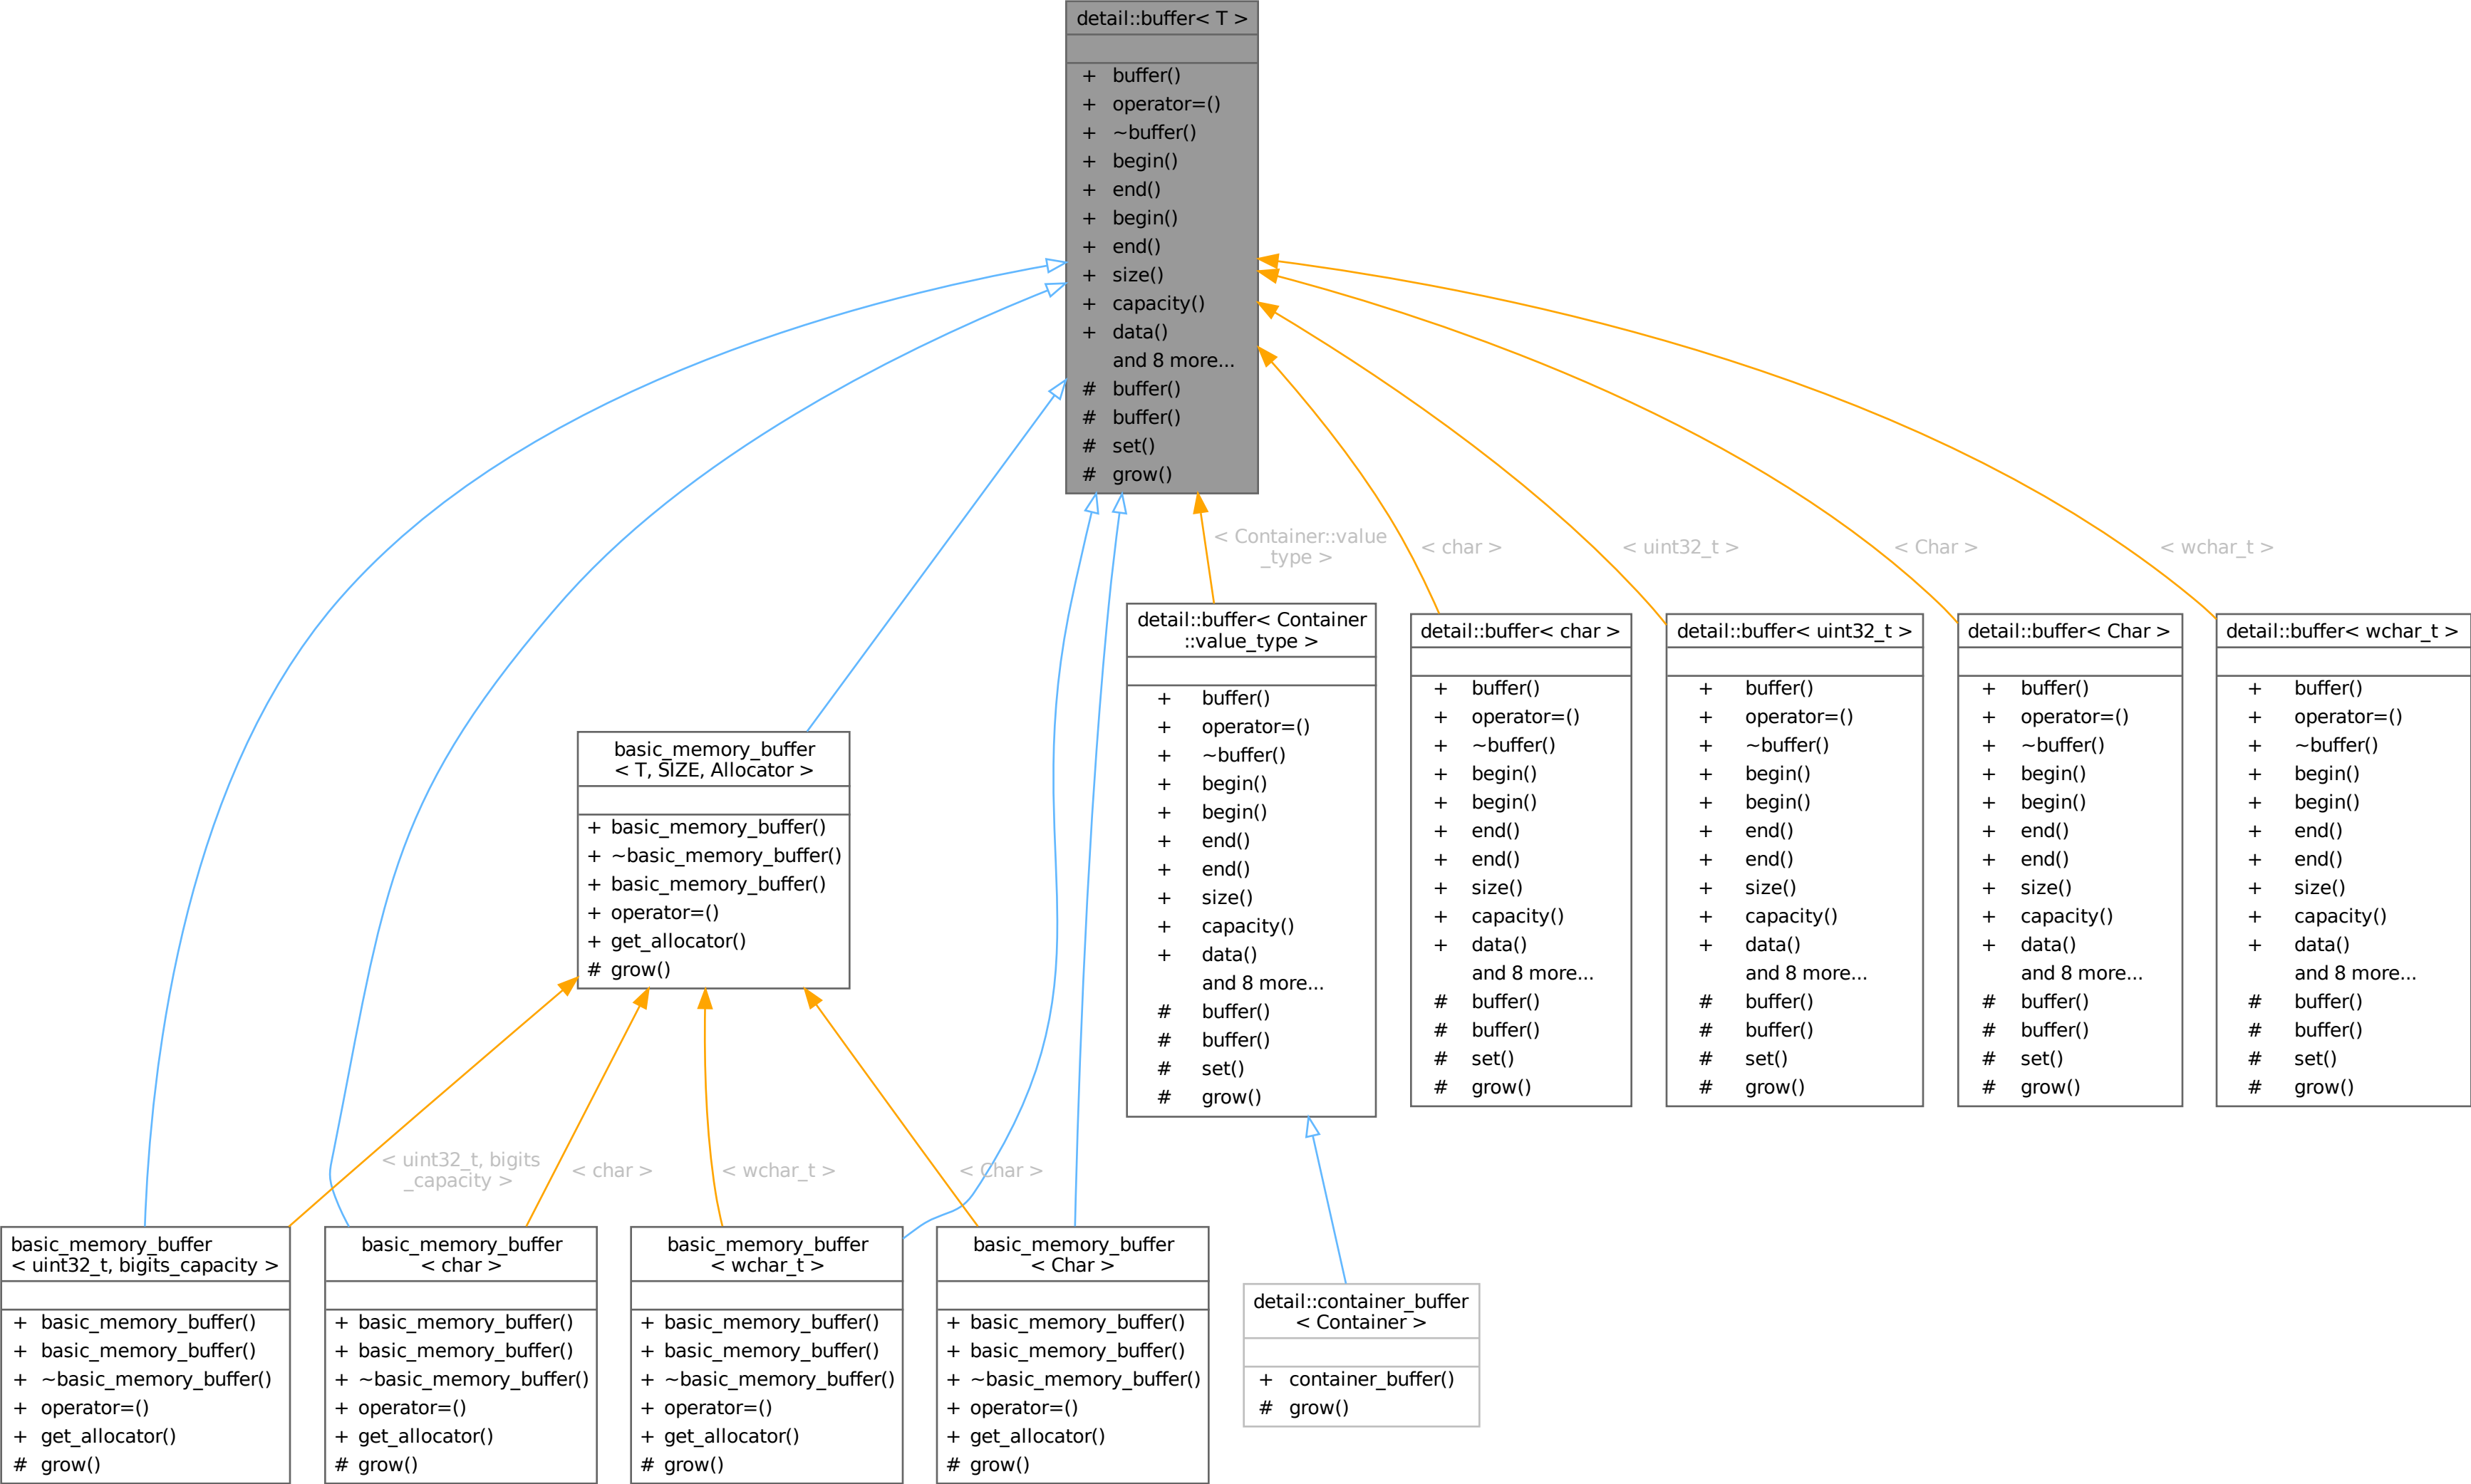 detail::buffer< T >
+ buffer()
+ operator=()
+ ~buffer()
+ begin()
+ end()
+ begin()
+ end()
+ size()
+ capacity()
+ data()
and 8 more...
# buffer()
# buffer()
# set()
# grow()
< Container::value
_type >
< char >
< uint32_t >
< Char >
< wchar_t >
basic_memory_buffer
< T, SIZE, Allocator >
+ basic_memory_buffer()
+ ~basic_memory_buffer()
+ basic_memory_buffer()
+ operator=()
+ get_allocator()
# grow()
detail::buffer< Container
::value_type >
+ buffer()
+ operator=()
+ ~buffer()
+ begin()
+ begin()
+ end()
+ end()
+ size()
+ capacity()
+ data()
and 8 more...
# buffer()
# buffer()
# set()
# grow()
detail::buffer< char >
+ buffer()
+ operator=()
+ ~buffer()
+ begin()
+ begin()
+ end()
+ end()
+ size()
+ capacity()
+ data()
and 8 more...
# buffer()
# buffer()
# set()
# grow()
detail::buffer< uint32_t >
+ buffer()
+ operator=()
+ ~buffer()
+ begin()
+ begin()
+ end()
+ end()
+ size()
+ capacity()
+ data()
and 8 more...
# buffer()
# buffer()
# set()
# grow()
detail::buffer< Char >
+ buffer()
+ operator=()
+ ~buffer()
+ begin()
+ begin()
+ end()
+ end()
+ size()
+ capacity()
+ data()
and 8 more...
# buffer()
# buffer()
# set()
# grow()
detail::buffer< wchar_t >
+ buffer()
+ operator=()
+ ~buffer()
+ begin()
+ begin()
+ end()
+ end()
+ size()
+ capacity()
+ data()
and 8 more...
# buffer()
# buffer()
# set()
# grow()
< uint32_t, bigits
_capacity >
< char >
< wchar_t >
< Char >
basic_memory_buffer
< uint32_t, bigits_capacity >
+ basic_memory_buffer()
+ basic_memory_buffer()
+ ~basic_memory_buffer()
+ operator=()
+ get_allocator()
# grow()
basic_memory_buffer
< char >
+ basic_memory_buffer()
+ basic_memory_buffer()
+ ~basic_memory_buffer()
+ operator=()
+ get_allocator()
# grow()
basic_memory_buffer
< wchar_t >
+ basic_memory_buffer()
+ basic_memory_buffer()
+ ~basic_memory_buffer()
+ operator=()
+ get_allocator()
# grow()
basic_memory_buffer
< Char >
+ basic_memory_buffer()
+ basic_memory_buffer()
+ ~basic_memory_buffer()
+ operator=()
+ get_allocator()
# grow()
detail::container_buffer
< Container >
+ container_buffer()
# grow()